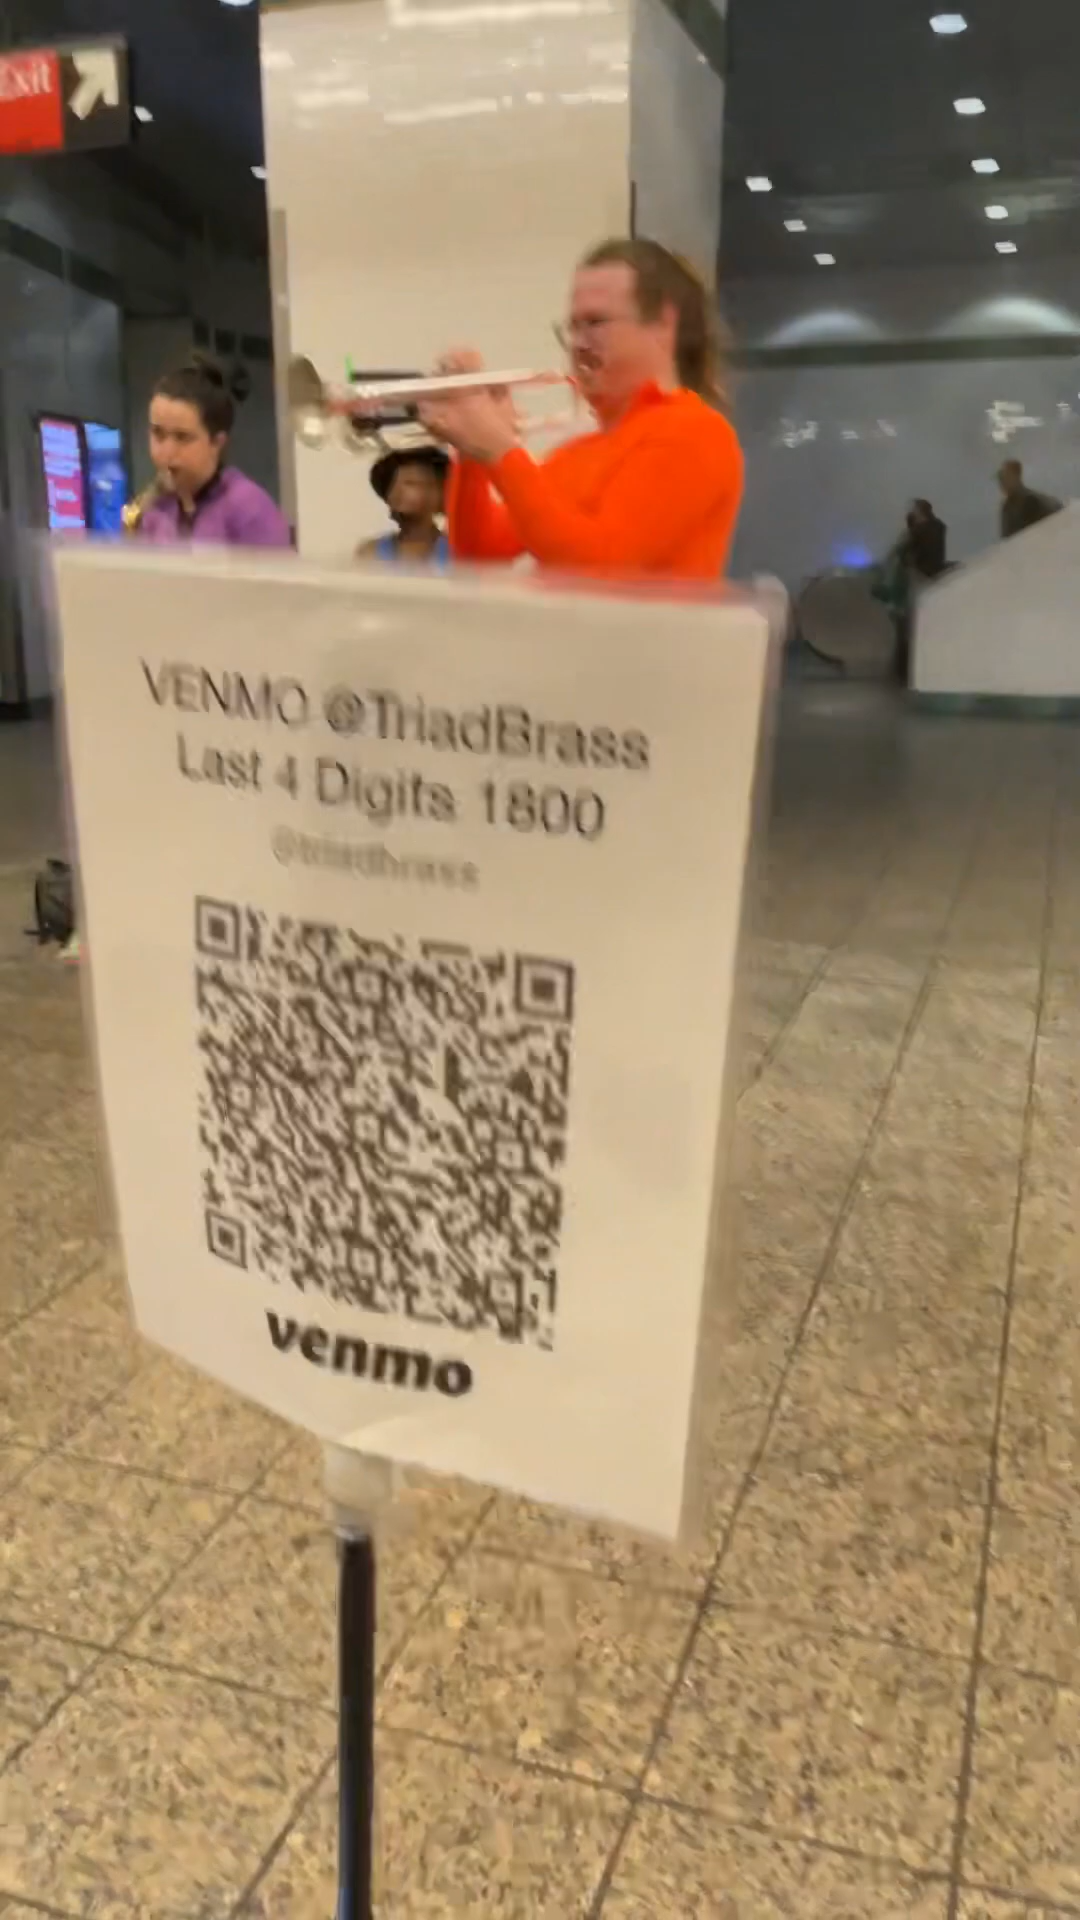 Exit
VENMO @TriadBrass
Last 4 Digits 1800
@triadbrass
venmo